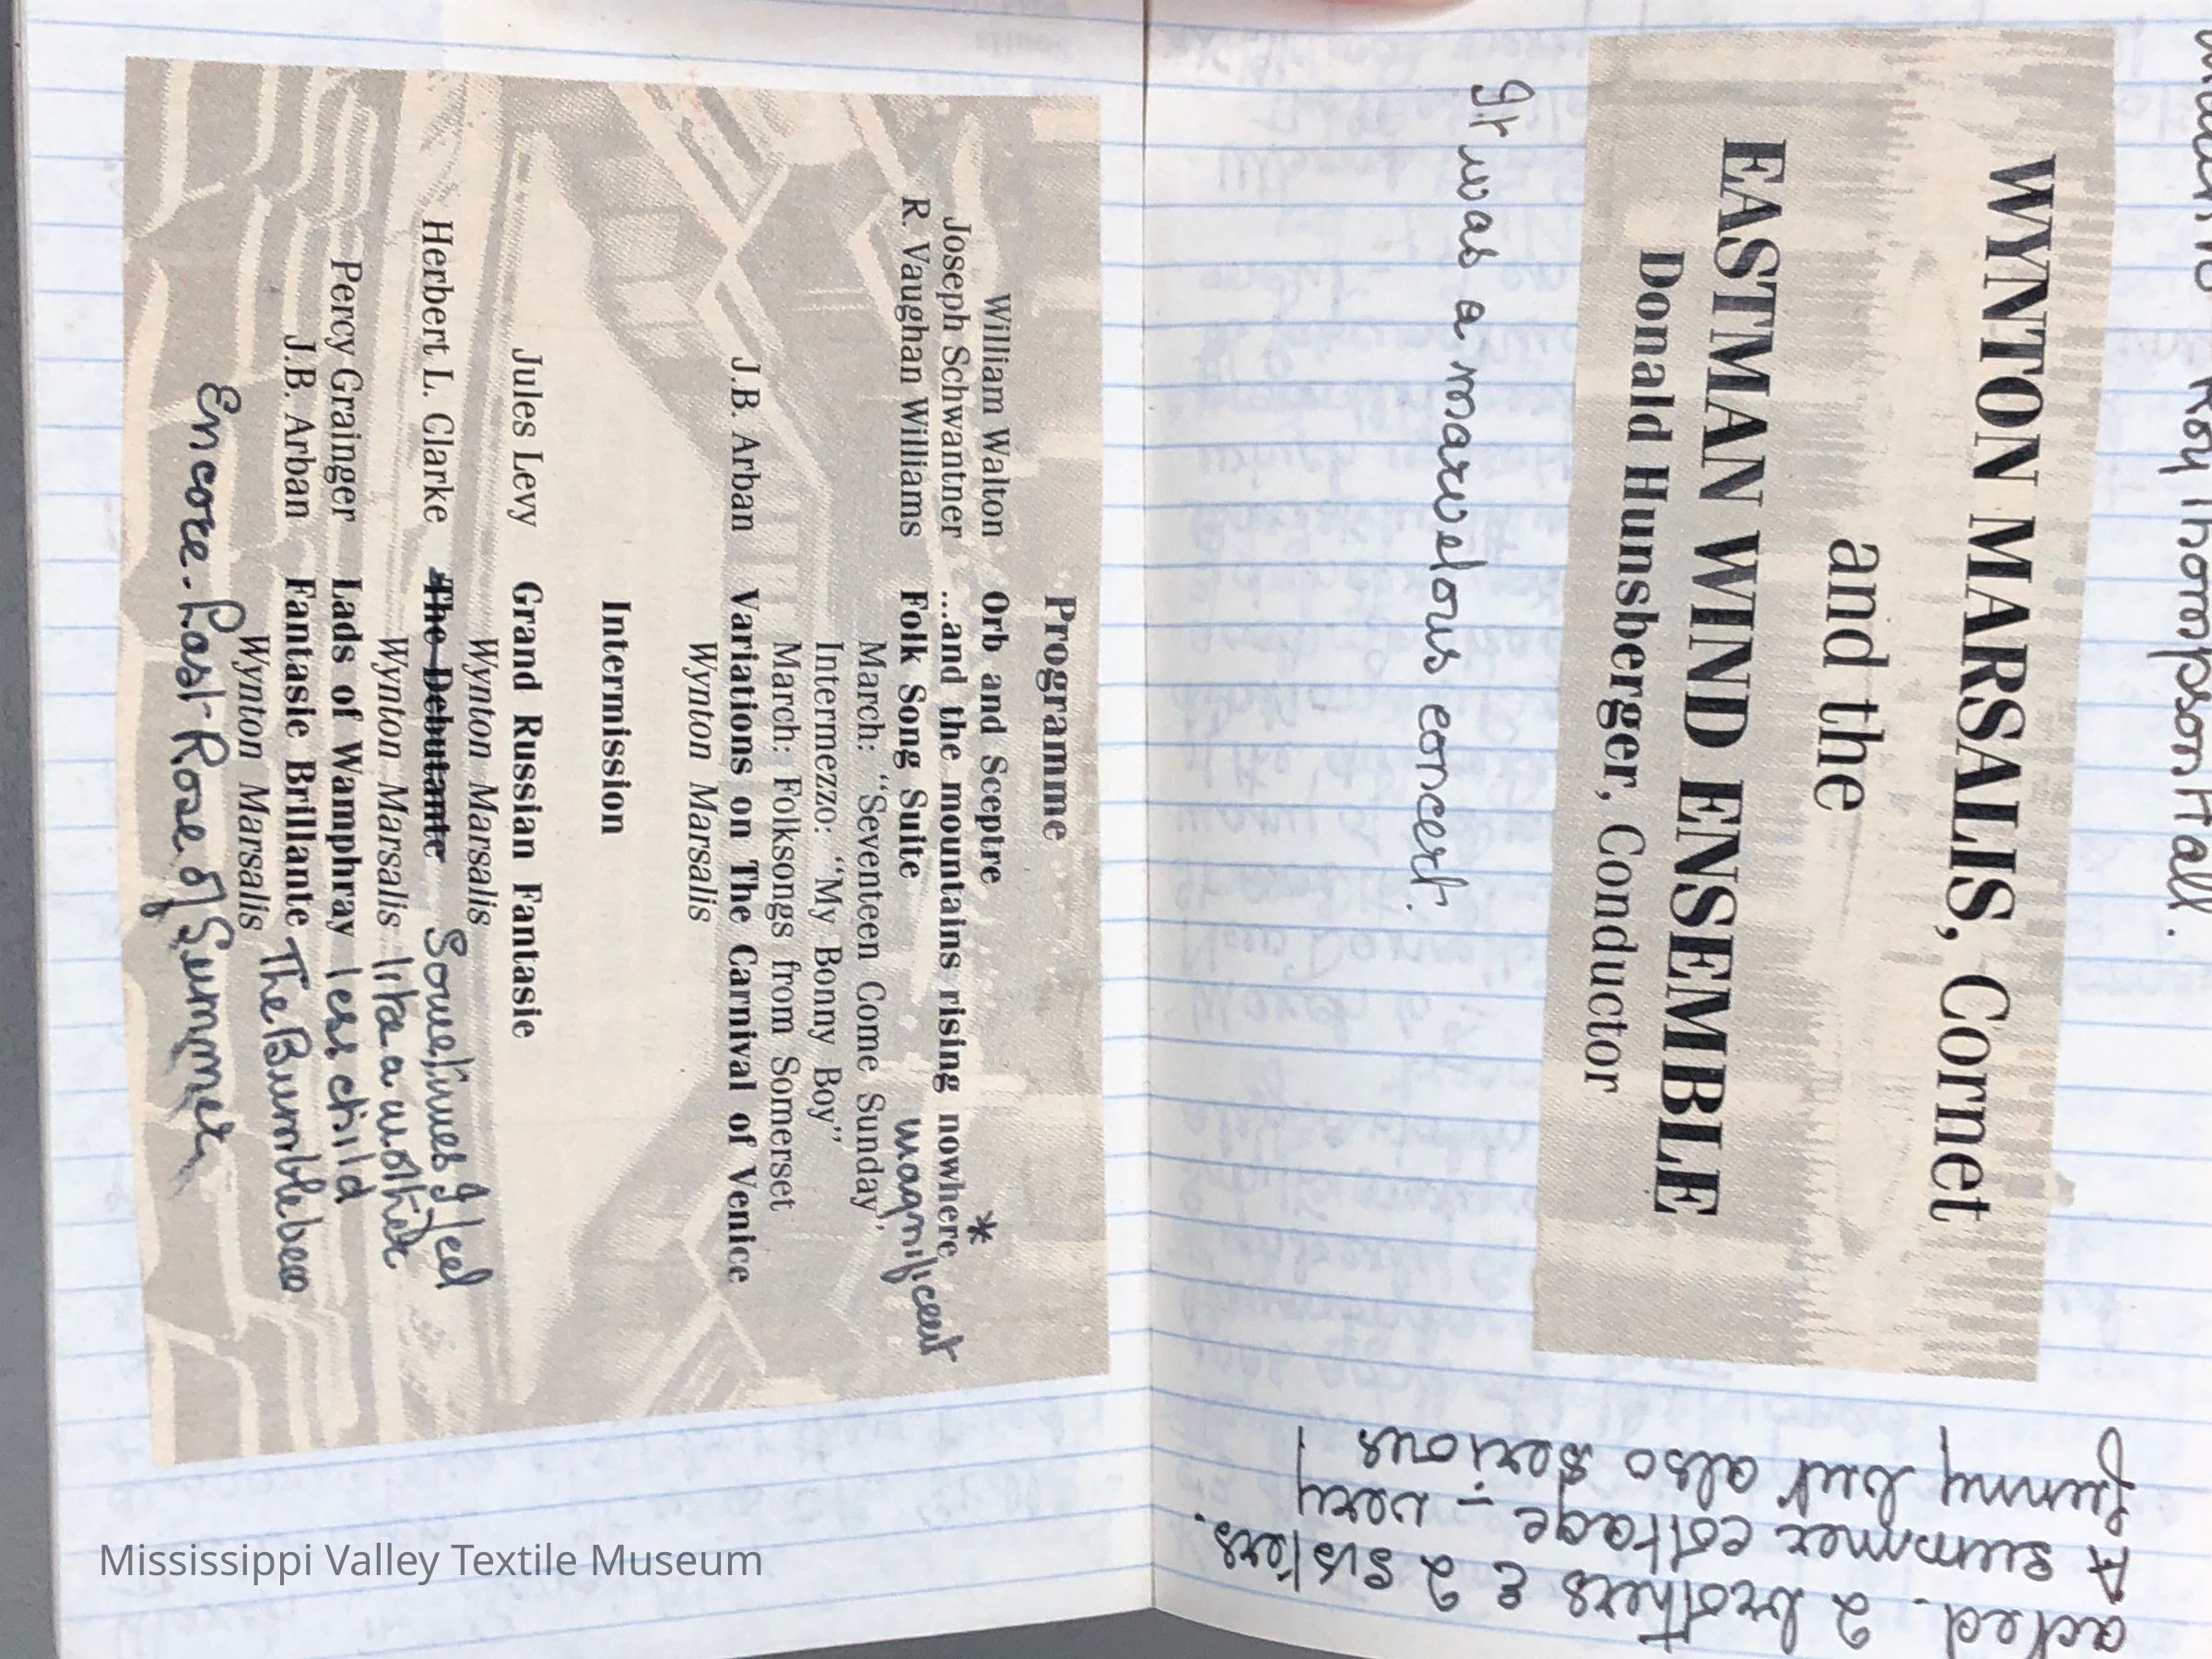 Roy Thompson Hall.
WYNTON MARSALIS, Cornet
and the
EASTMAN WIND ENSEMBLE
Donald Hunsberger, Conductor
It was a marvelous concert.
Programme
William Walton Orb and Sceptre
Joseph Schwantner ...and the mountains rising nowhere *
R. Vaughan Williams Folk Song Suite magnificent
March: “Seventeen Come Sunday”
Intermezzo: “My Bonny Boy”
March: Folksongs from Somerset
J.B. Arban Variations on The Carnival of Venice
Wynton Marsalis
Intermission
Jules Levy Grand Russian Fantasie
Wynton Marsalis
Herbert L. Clarke The Debutante Sometimes I feel
Wynton Marsalis like a mother
Percy Grainger Lads of Wamphray less child
J.B. Arban Fantasie Brillante The Bumblebee
Wynton Marsalis
Encore - Last Rose of Summer
acted. 2 brothers & 2 sisters.
A summer cottage - very
funny but also serious!
Mississippi Valley Textile Museum